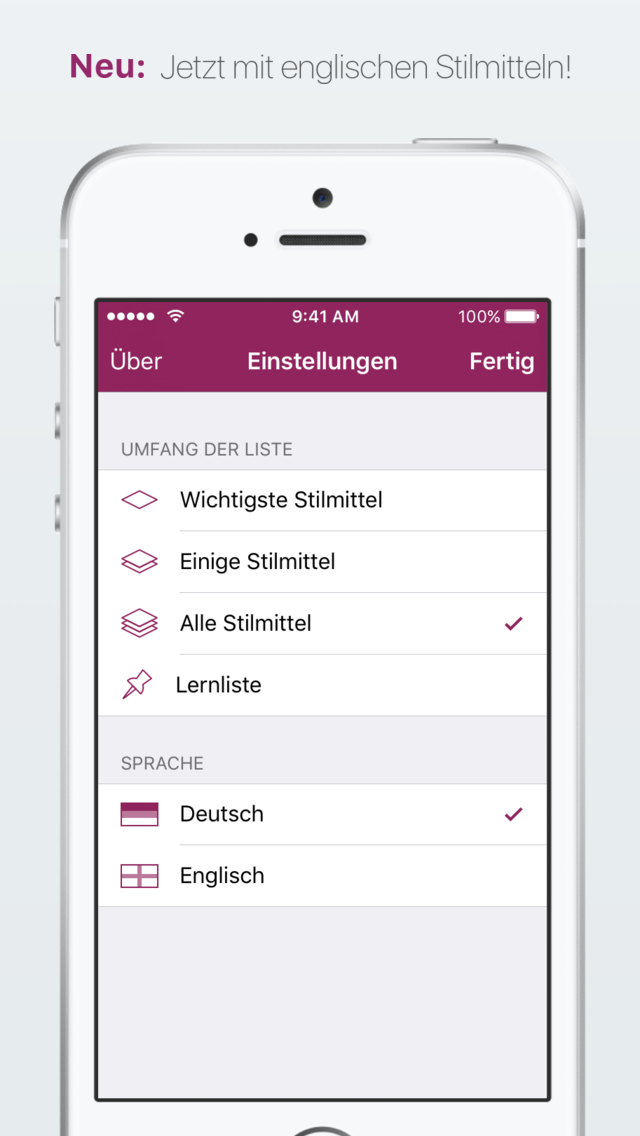 Neu: Jetzt mit englischen Stilmitteln!
9:41 AM 100%
Über Einstellungen Fertig
UMFANG DER LISTE
Wichtigste Stilmittel
Einige Stilmittel
Alle Stilmittel
Lernliste
SPRACHE
Deutsch
Englisch